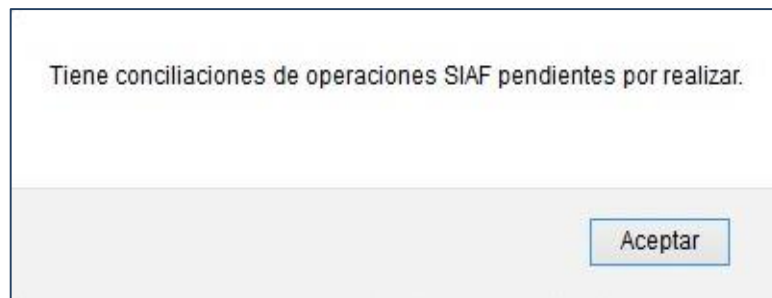 Tiene conciliaciones de operaciones SIAF pendientes por realizar.
Aceptar